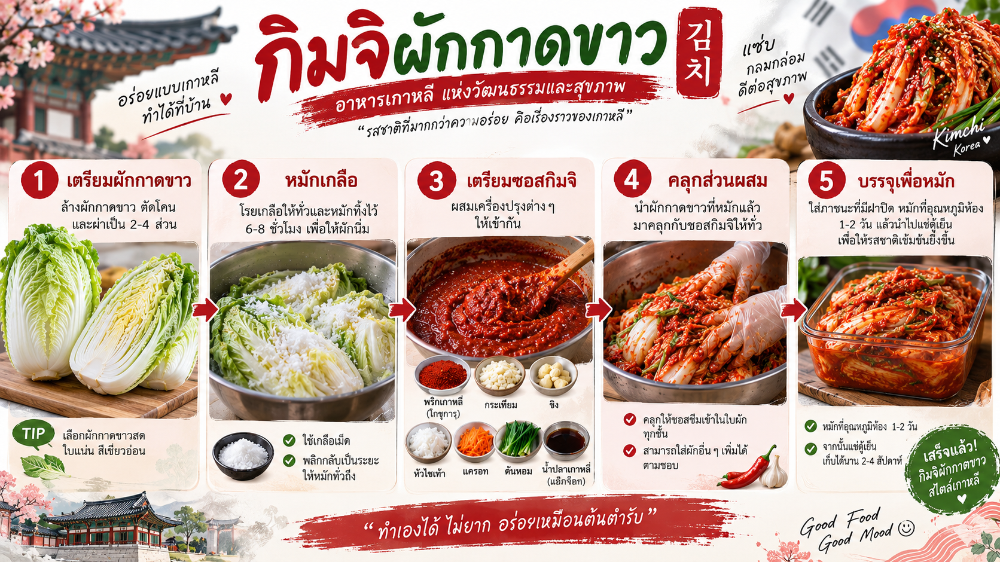 กิมจิผักกาดขาว
김치
อาหารเกาหลี แห่งวัฒนธรรมและสุขภาพ
“รสชาติที่มากกว่าความอร่อย คือเรื่องราวของเกาหลี”
อร่อยแบบเกาหลี
ทำได้ที่บ้าน
แซ่บ
กลมกล่อม
ดีต่อสุขภาพ
Kimchi
Korea
1 เตรียมผักกาดขาว
ล้างผักกาดขาว ตัดโคน
และผ่าเป็น 2-4 ส่วน
TIP
เลือกผักกาดขาวสด
ใบแน่น สีเขียวอ่อน
2 หมักเกลือ
โรยเกลือให้ทั่วและหมักทิ้งไว้
6-8 ชั่วโมง เพื่อให้ผักนิ่ม
ใช้เกลือเม็ด
พลิกกลับเป็นระยะ
ให้หมักทั่วถึง
3 เตรียมซอสกิมจิ
ผสมเครื่องปรุงต่าง ๆ
ให้เข้ากัน
พริกเกาหลี
(โกชูการุ)
กระเทียม
ขิง
หัวไชเท้า
แครอท
ต้นหอม
น้ำปลาเกาหลี
4 คลุกส่วนผสม
นำผักกาดขาวที่หมักแล้ว
มาคลุกกับซอสกิมจิให้ทั่ว
คลุกให้ซอสซึมเข้าในใบผัก
ทุกชั้น
สามารถใส่ผักอื่น ๆ เพิ่มได้
ตามชอบ
5 บรรจุเพื่อหมัก
ใส่ภาชนะที่มีฝาปิด หมักที่อุณหภูมิห้อง
1-2 วัน แล้วนำไปแช่ตู้เย็น
เพื่อให้รสชาติเข้มข้นยิ่งขึ้น
หมักที่อุณหภูมิห้อง 1-2 วัน
จากนั้นแช่ตู้เย็น
เก็บได้นาน 2-4 สัปดาห์
เสร็จแล้ว!
กิมจิผักกาดขาว
สไตล์เกาหลี
“ทำเองได้ ไม่ยาก อร่อยเหมือนต้นตำรับ”
Good Food
Good Mood